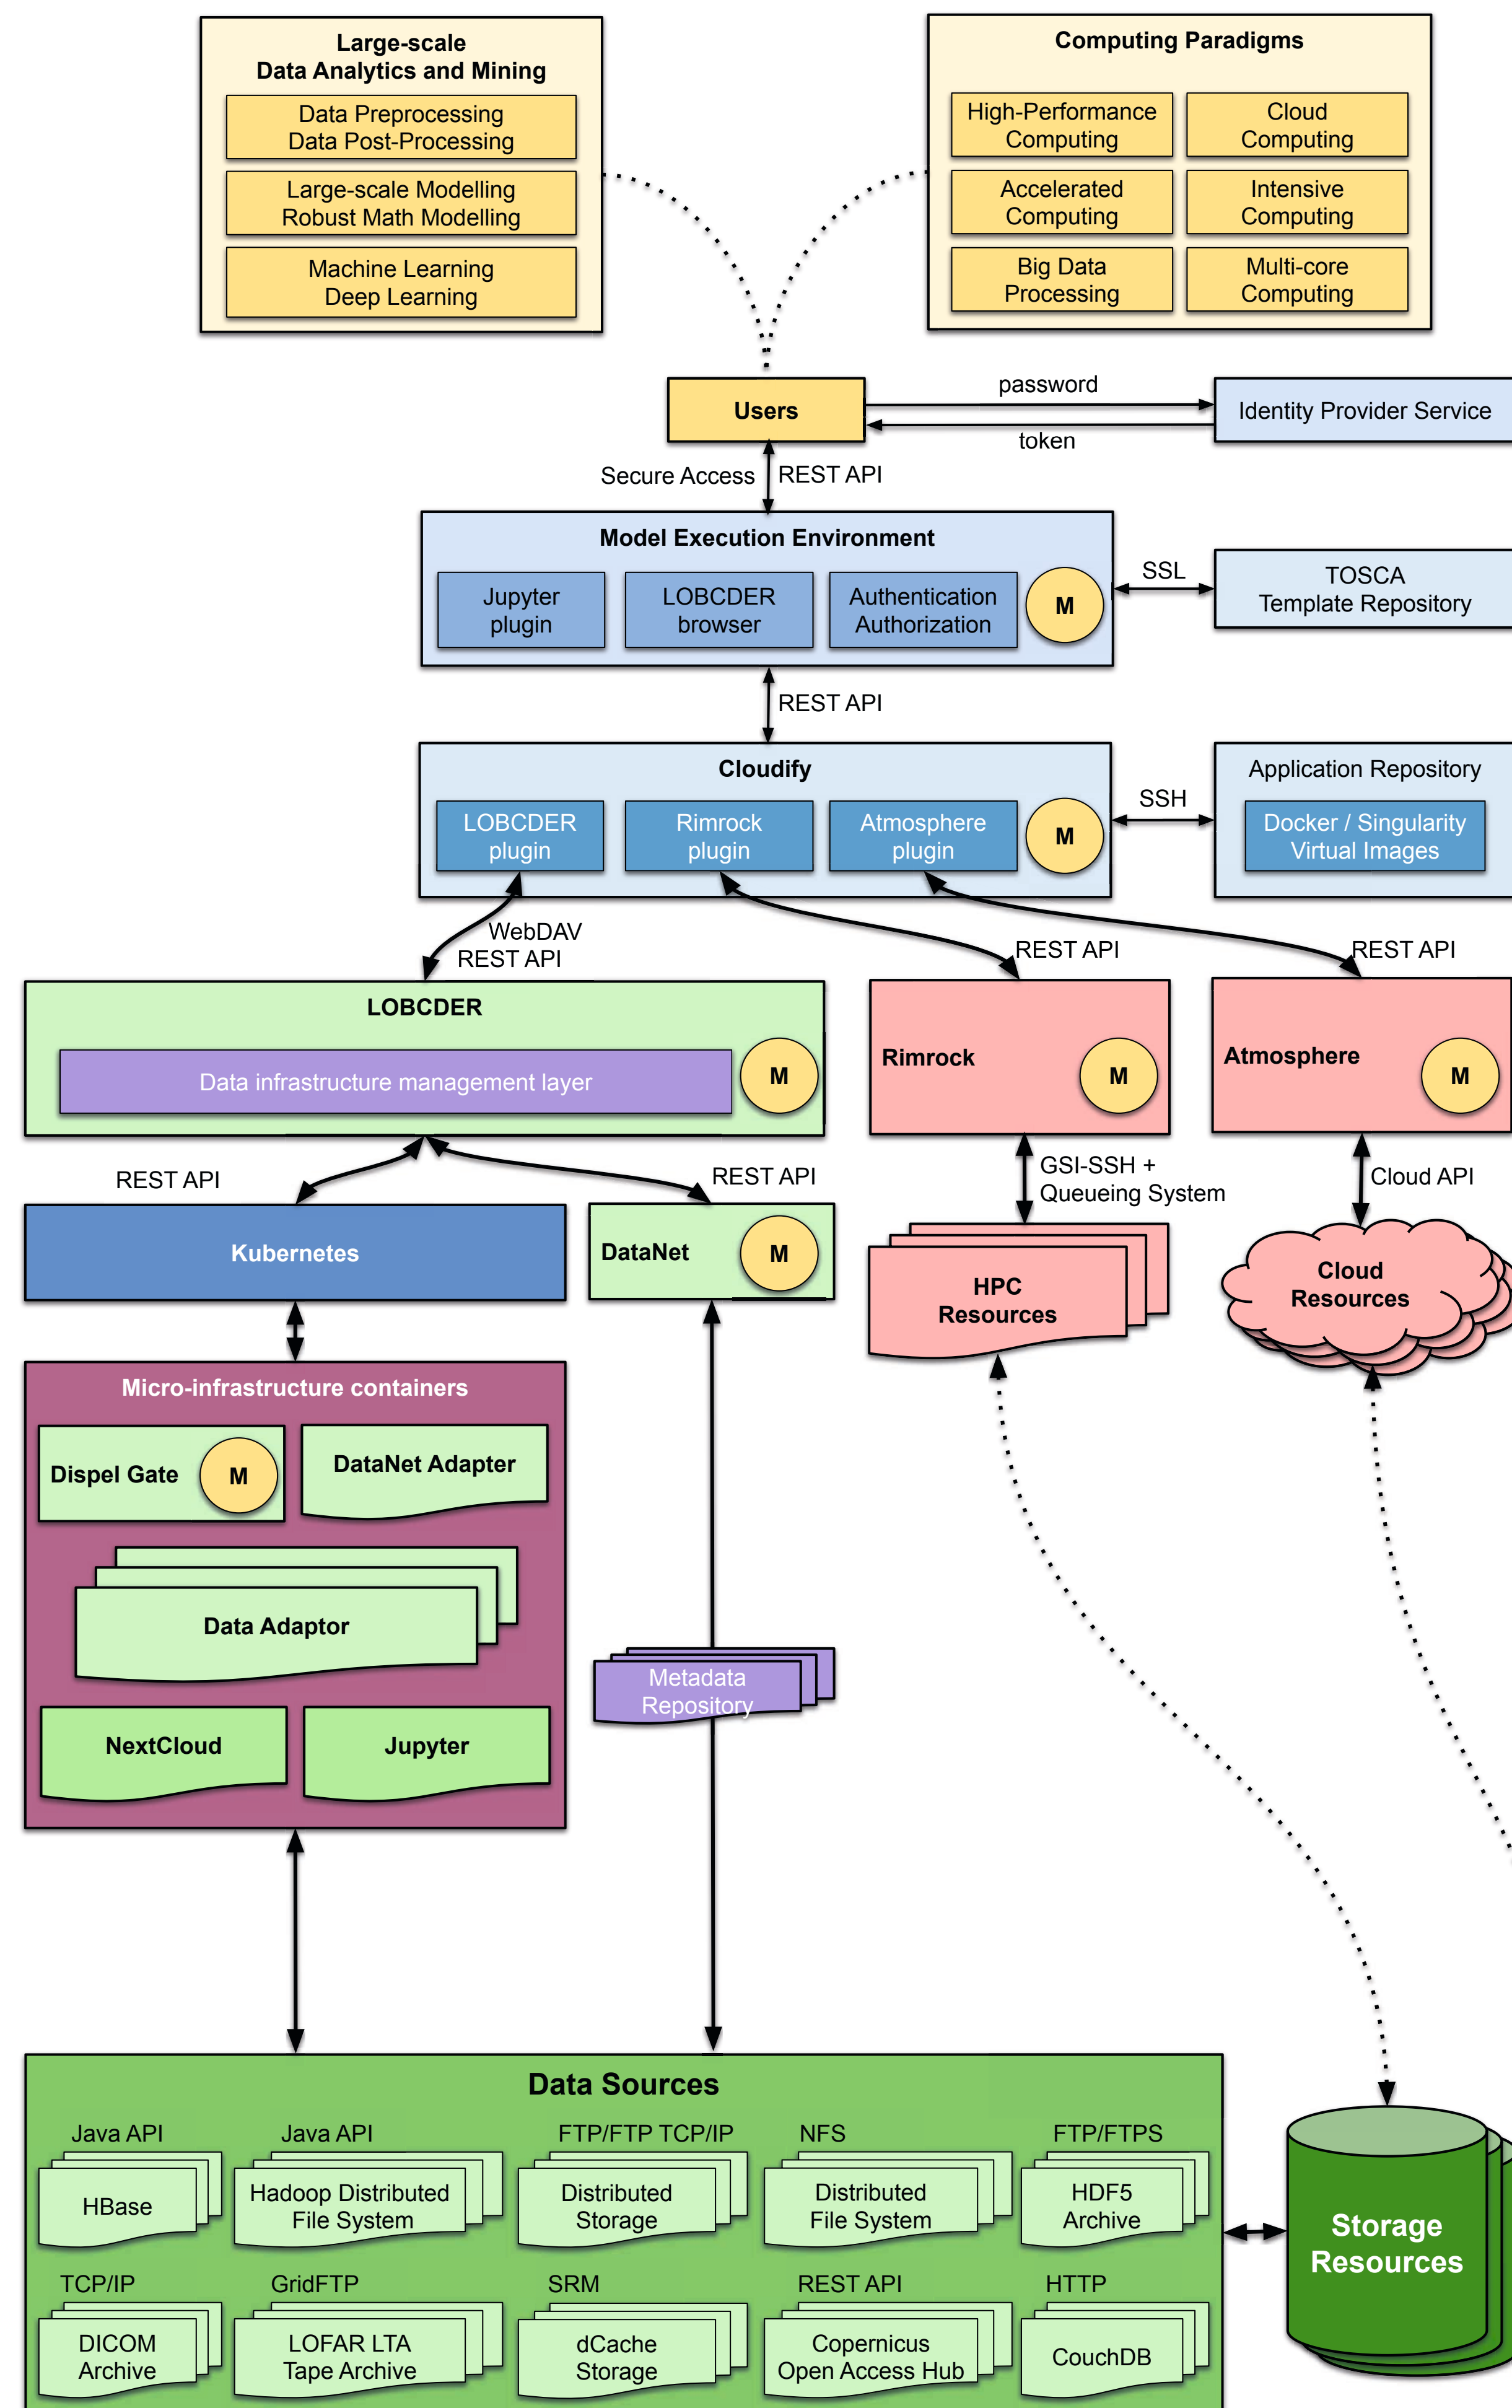 Large-scale
Data Analytics and Mining
Data Preprocessing
Data Post-Processing
Large-scale Modelling
Robust Math Modelling
Machine Learning
Deep Learning
Computing Paradigms
High-Performance
Computing
Cloud
Computing
Accelerated
Computing
Intensive
Computing
Big Data
Processing
Multi-core
Computing
Users
password
token
Identity Provider Service
Secure Access
REST API
Model Execution Environment
Jupyter
plugin
LOBCDER
browser
Authentication
Authorization
M
SSL
TOSCA
Template Repository
REST API
Cloudify
LOBCDER
plugin
Rimrock
plugin
Atmosphere
plugin
M
SSH
Application Repository
Docker / Singularity
Virtual Images
WebDAV
REST API
REST API
REST API
LOBCDER
Data infrastructure management layer
M
Rimrock
M
Atmosphere
M
REST API
REST API
GSI-SSH +
Queueing System
Cloud API
Kubernetes
DataNet
M
HPC
Resources
Cloud
Resources
Micro-infrastructure containers
Dispel Gate
M
DataNet Adapter
Data Adaptor
NextCloud
Jupyter
Metadata
Repository
Data Sources
Java API
HBase
Java API
Hadoop Distributed
File System
FTP/FTP TCP/IP
Distributed
Storage
NFS
Distributed
File System
FTP/FTPS
HDF5
Archive
TCP/IP
DICOM
Archive
GridFTP
LOFAR LTA
Tape Archive
SRM
dCache
Storage
REST API
Copernicus
Open Access Hub
HTTP
CouchDB
Storage
Resources